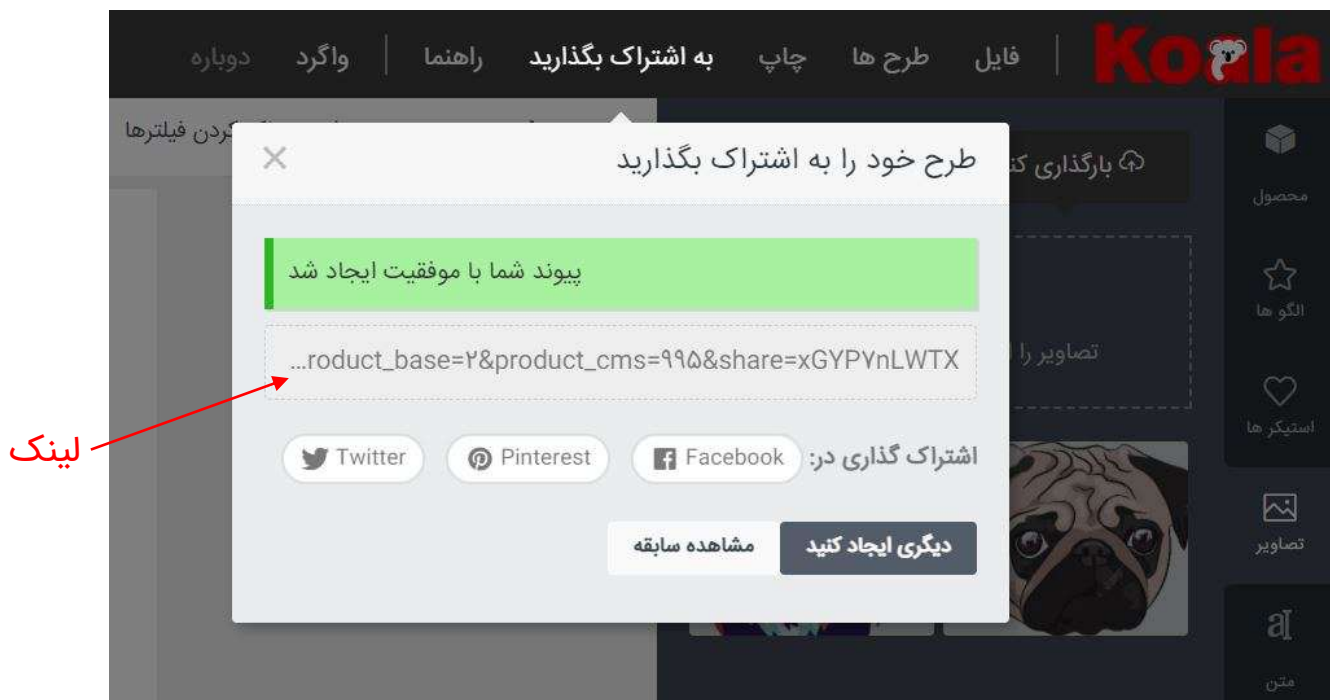 Koala
فایل
طرح ها
چاپ
به اشتراک بگذارید
راهنما
واگرد
دوباره
کردن فیلترها
طرح خود را به اشتراک بگذارید
×
پیوند شما با موفقیت ایجاد شد
...roduct_base=۲&product_cms=۹۹۵&share=xGYP۷nLWTX
لینک
اشتراک گذاری در:
Facebook
Pinterest
Twitter
دیگری ایجاد کنید
مشاهده سابقه
بارگذاری
تصاویر را
محصول
الگو ها
استیکر ها
تصاویر
متن